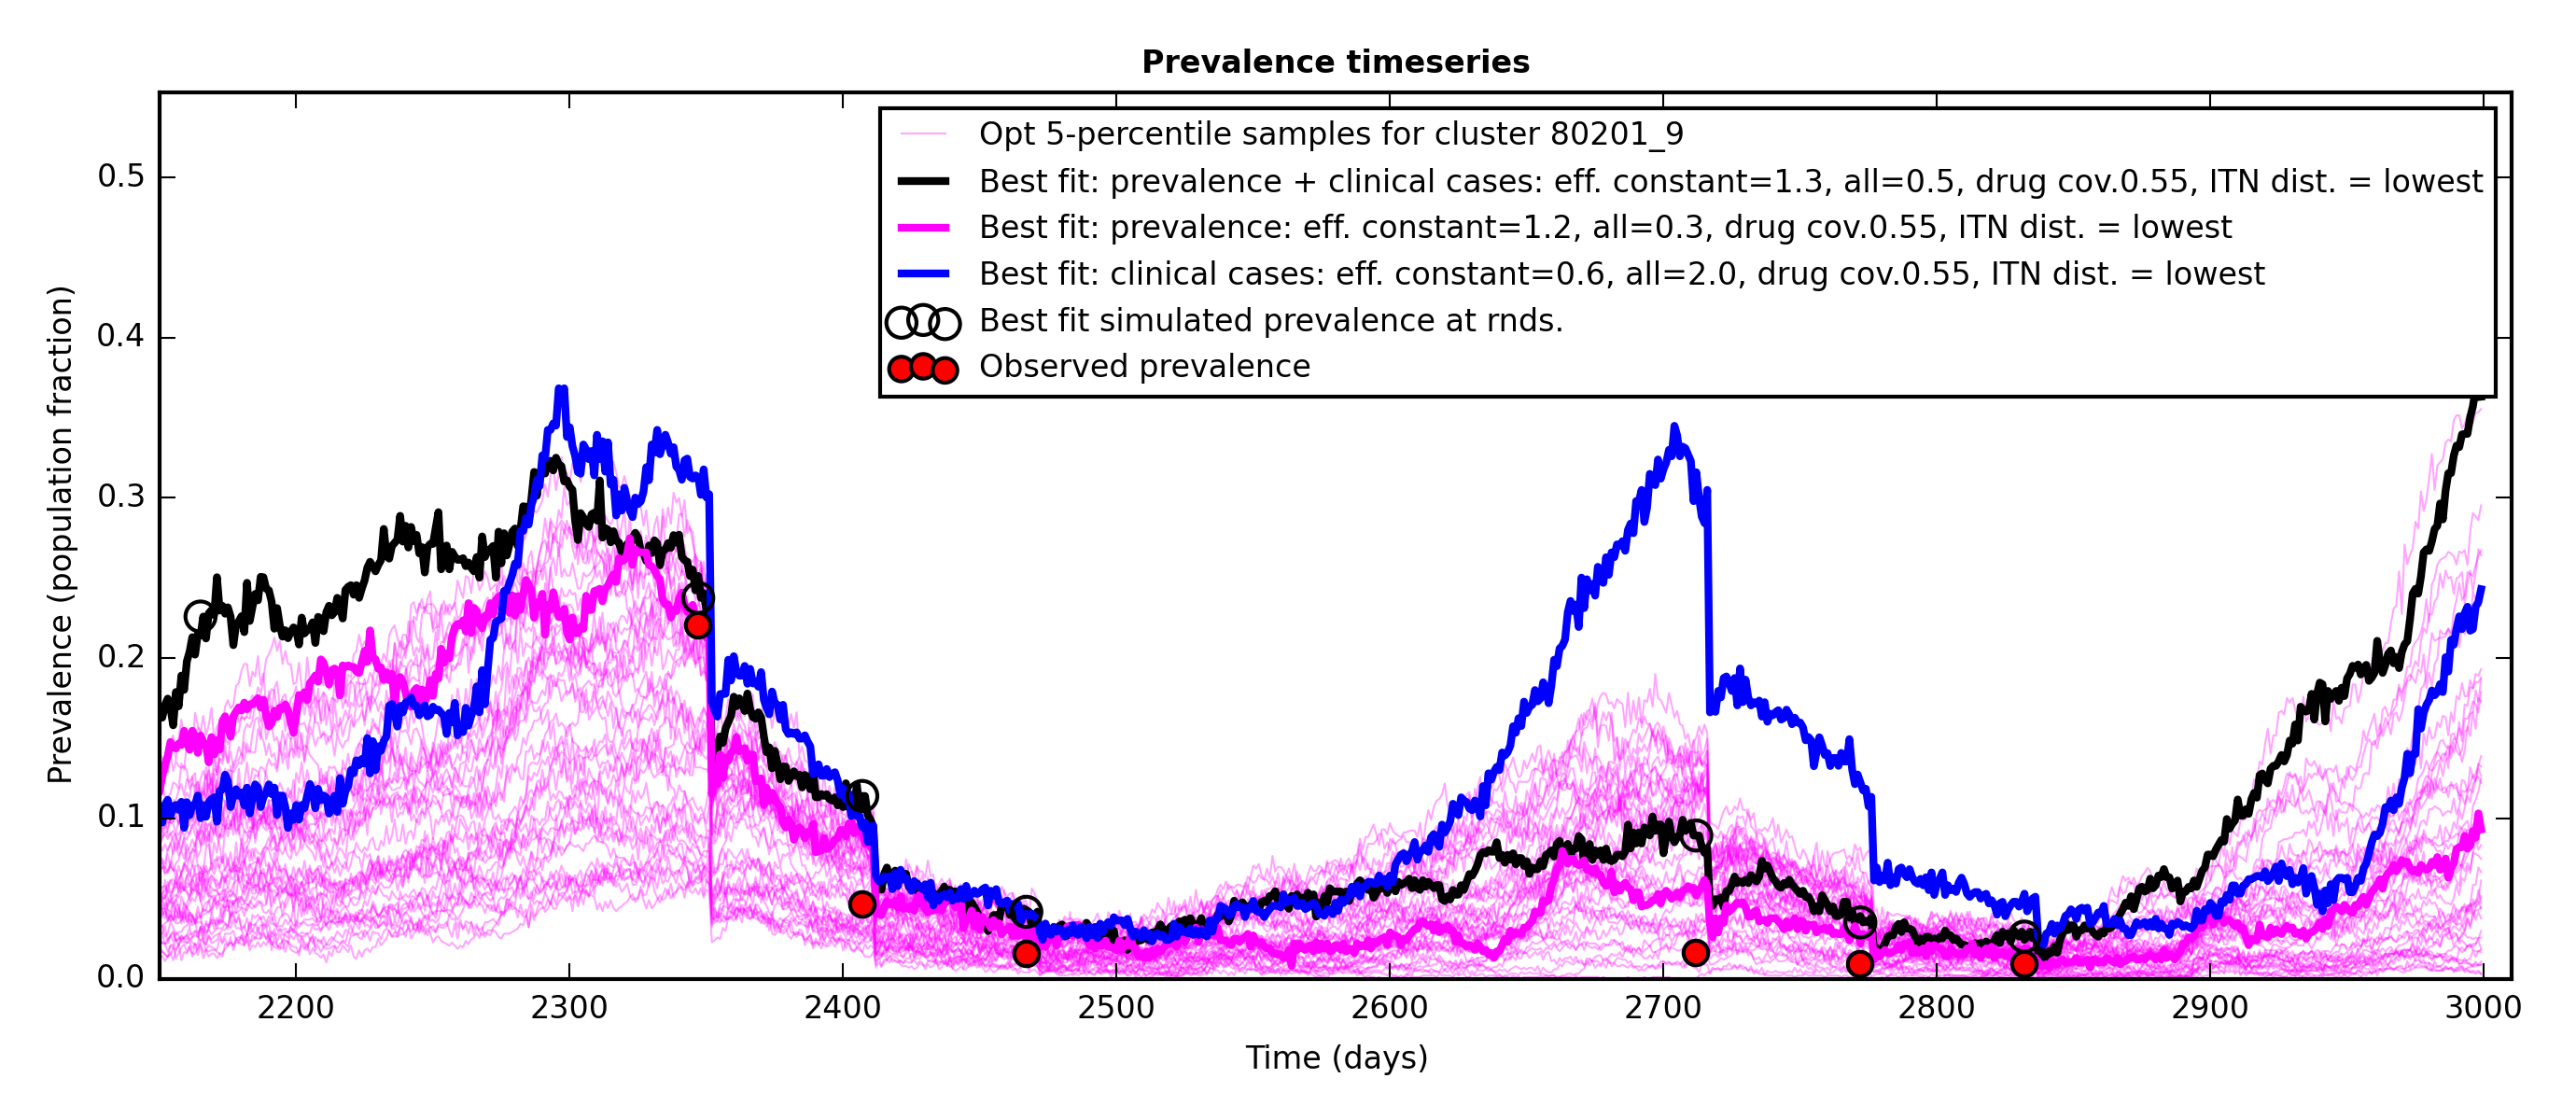 Prevalence timeseries
Opt 5-percentile samples for cluster 80201_9
Best fit: prevalence + clinical cases: eff. constant=1.3, all=0.5, drug cov.0.55, ITN dist. = lowest
Best fit: prevalence: eff. constant=1.2, all=0.3, drug cov.0.55, ITN dist. = lowest
Best fit: clinical cases: eff. constant=0.6, all=2.0, drug cov.0.55, ITN dist. = lowest
Best fit simulated prevalence at rnds.
Observed prevalence
Prevalence (population fraction)
0.5
0.4
0.3
0.2
0.1
0.0
2200 2300 2400 2500 2600 2700 2800 2900 3000
Time (days)